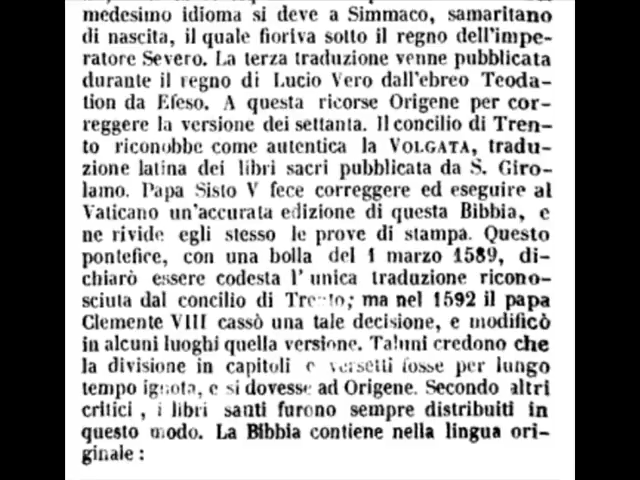 medesimo idioma si deve a Simmaco, samaritano
di nascita, il quale fioriva sotto il regno dell'impe-
ratore Severo. La terza traduzione venne pubblicata
durante il regno di Lucio Vero dall'ebreo Teoda-
tion da Efeso. A questa ricorse Origene per cor-
reggere la versione dei settanta. Il concilio di Tren-
to riconobbe come autentica la VOLGATA, tradu-
zione latina dei libri sacri pubblicata da S. Giro-
lamo. Papa Sisto V fece correggere ed eseguire al
Vaticano un'accurata edizione di questa Bibbia, e
ne rivide egli stesso le prove di stampa. Questo
pontefice, con una bolla del 1 marzo 1589, di-
chiarò essere codesta l'unica traduzione ricono-
sciuta dal concilio di Trento; ma nel 1592 il papa
Clemente VIII cassò una tale decisione, e modificò
in alcuni luoghi quella versione. Taluni credono che
la divisione in capitoli e versetti fosse per lungo
tempo ignota, e si dovesse ad Origene. Secondo altri
critici, i libri santi furono sempre distribuiti in
questo modo. La Bibbia contiene nella lingua ori-
ginale: